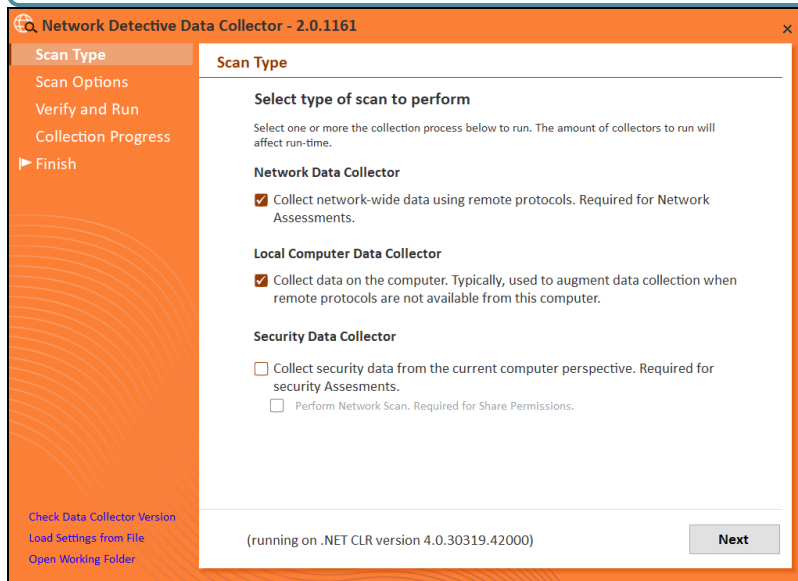 Network Detective Data Collector - 2.0.1161
Scan Type
Scan Options
Verify and Run
Collection Progress
Finish
Check Data Collector Version
Load Settings from File
Open Working Folder
Scan Type
Select type of scan to perform
Select one or more the collection process below to run. The amount of collectors to run will
affect run-time.
Network Data Collector
Collect network-wide data using remote protocols. Required for Network
Assessments.
Local Computer Data Collector
Collect data on the computer. Typically, used to augment data collection when
remote protocols are not available from this computer.
Security Data Collector
Collect security data from the current computer perspective. Required for
security Assesments.
Perform Network Scan. Required for Share Permissions.
(running on .NET CLR version 4.0.30319.42000)
Next